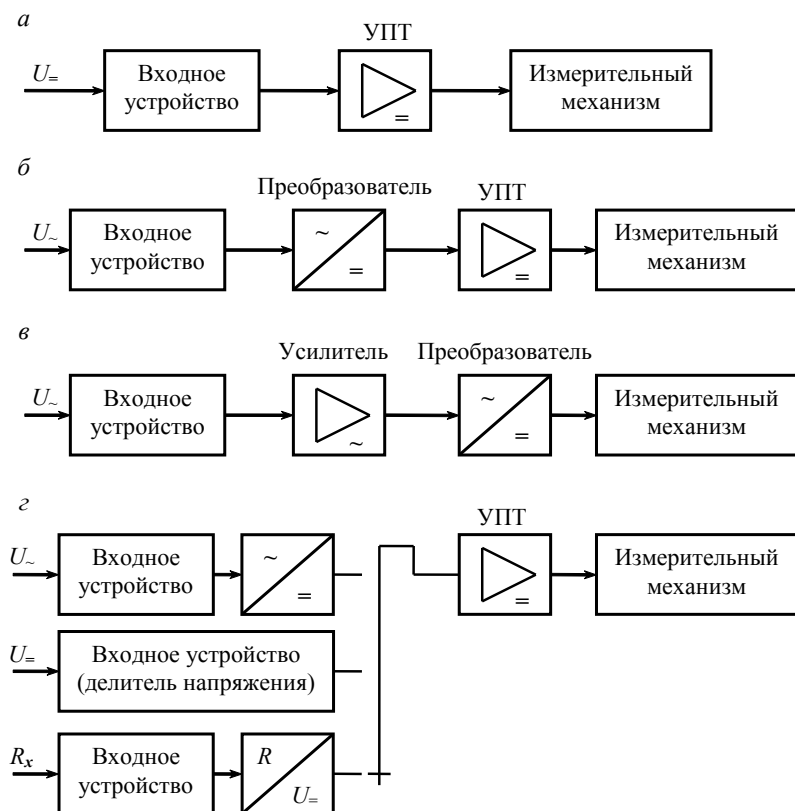 а
УПТ
U=
Входное
устройство
=
Измерительный
механизм
б
Преобразователь
УПТ
U~
Входное
устройство
~
=
=
Измерительный
механизм
в
Усилитель
Преобразователь
U~
Входное
устройство
~
~
=
Измерительный
механизм
г
УПТ
U~
Входное
устройство
~
=
=
Измерительный
механизм
U=
Входное устройство
(делитель напряжения)
Rx
Входное
устройство
R
U=